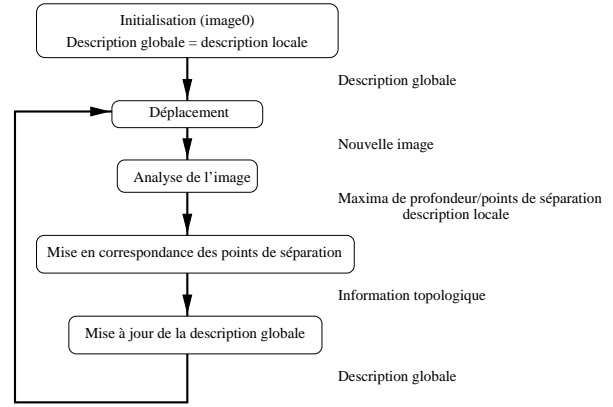 Initialisation (image0)
Description globale = description locale
Description globale
Déplacement
Nouvelle image
Analyse de l’image
Maxima de profondeur/points de séparation
description locale
Mise en correspondance des points de séparation
Information topologique
Mise à jour de la description globale
Description globale